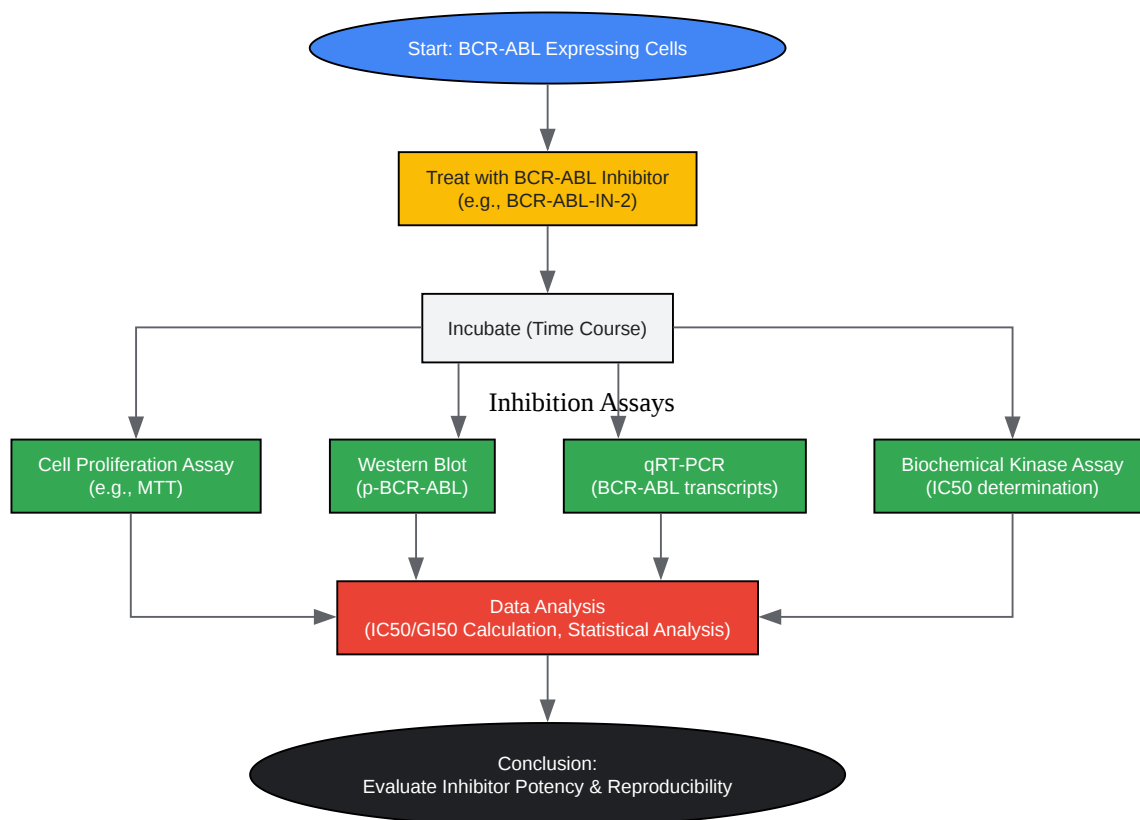 Start: BCR-ABL Expressing Cells
Treat with BCR-ABL Inhibitor
(e.g., BCR-ABL-IN-2)
Incubate (Time Course)
Inhibition Assays
Cell Proliferation Assay
(e.g., MTT)
Western Blot
(p-BCR-ABL)
qRT-PCR
(BCR-ABL transcripts)
Biochemical Kinase Assay
(IC50 determination)
Data Analysis
(IC50/GI50 Calculation, Statistical Analysis)
Conclusion:
Evaluate Inhibitor Potency & Reproducibility